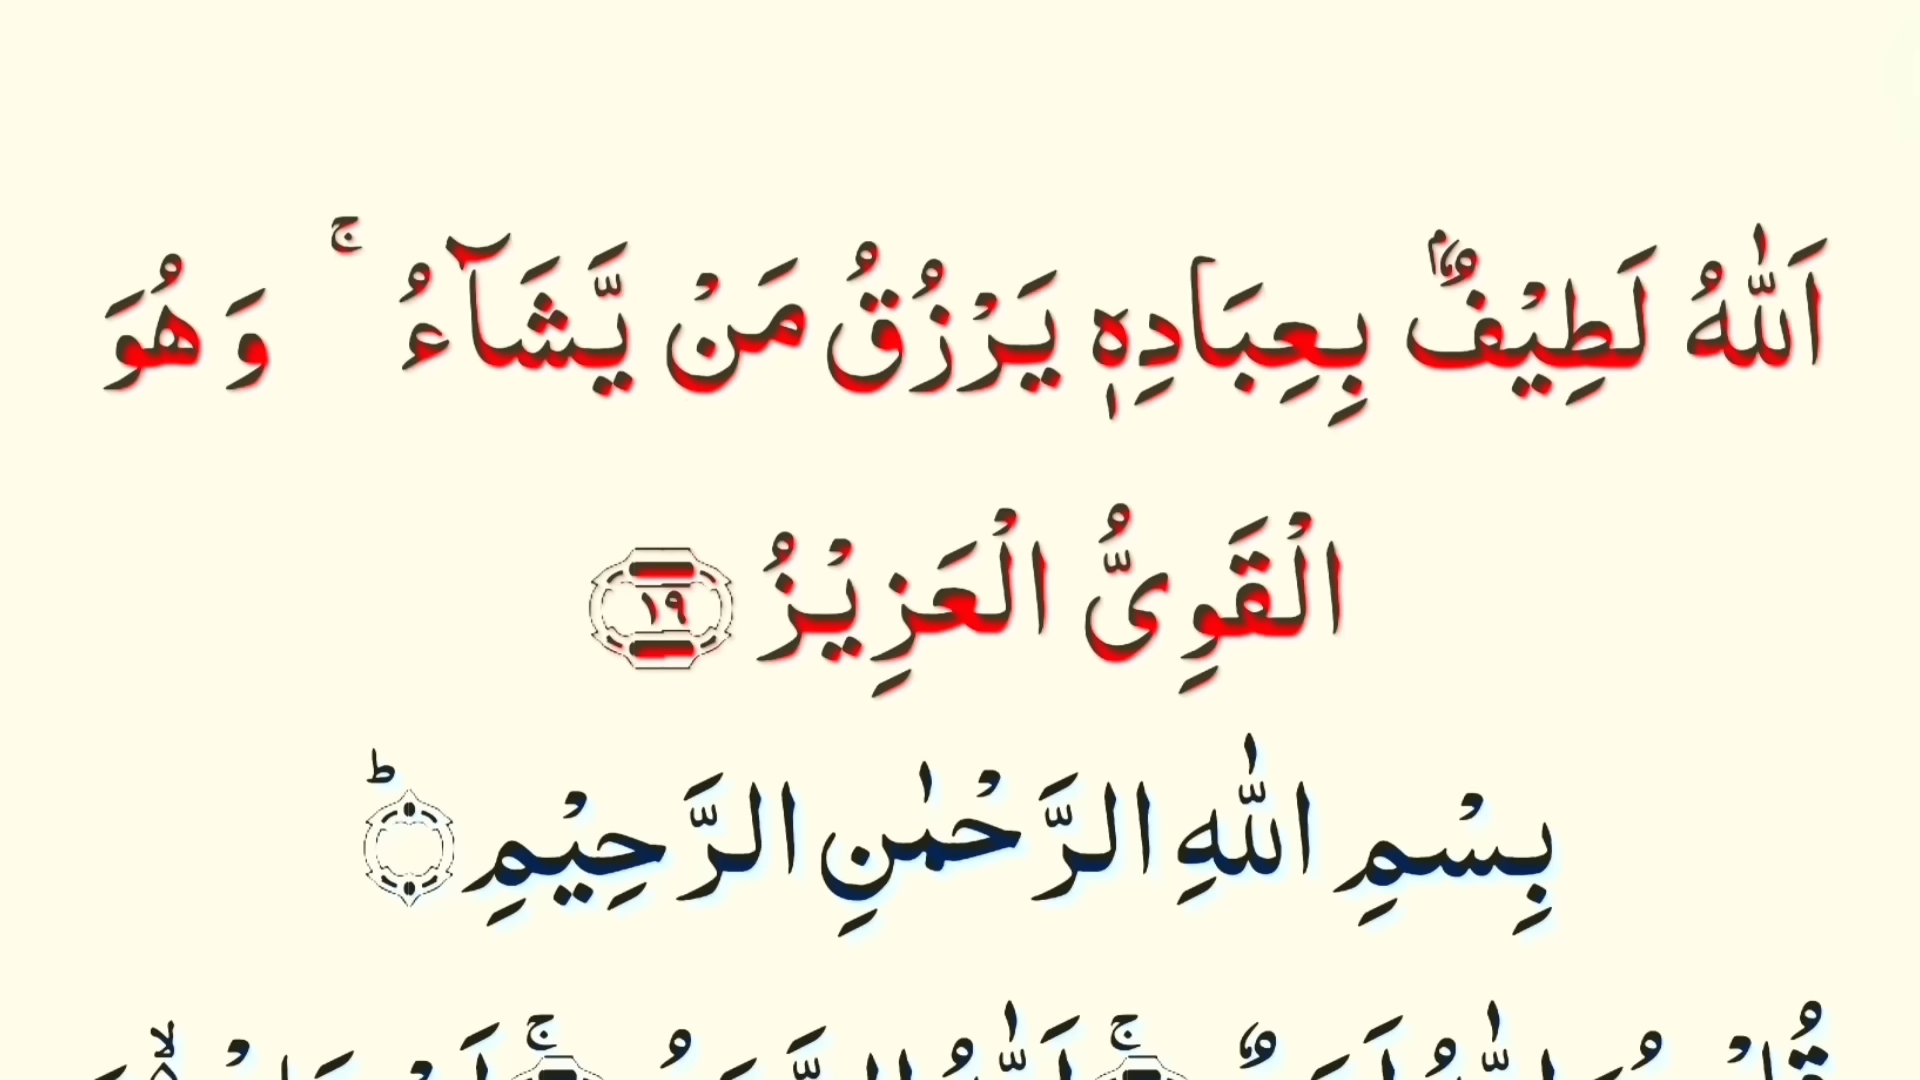 اَللّٰهُ لَطِيْفٌۢ بِعِبَادِهٖ يَرْزُقُ مَنْ يَّشَآءُ ۚ وَهُوَ
الْقَوِىُّ الْعَزِيْزُ ۝١٩
بِسْمِ اللّٰهِ الرَّحْمٰنِ الرَّحِيْمِ ۝ؕ